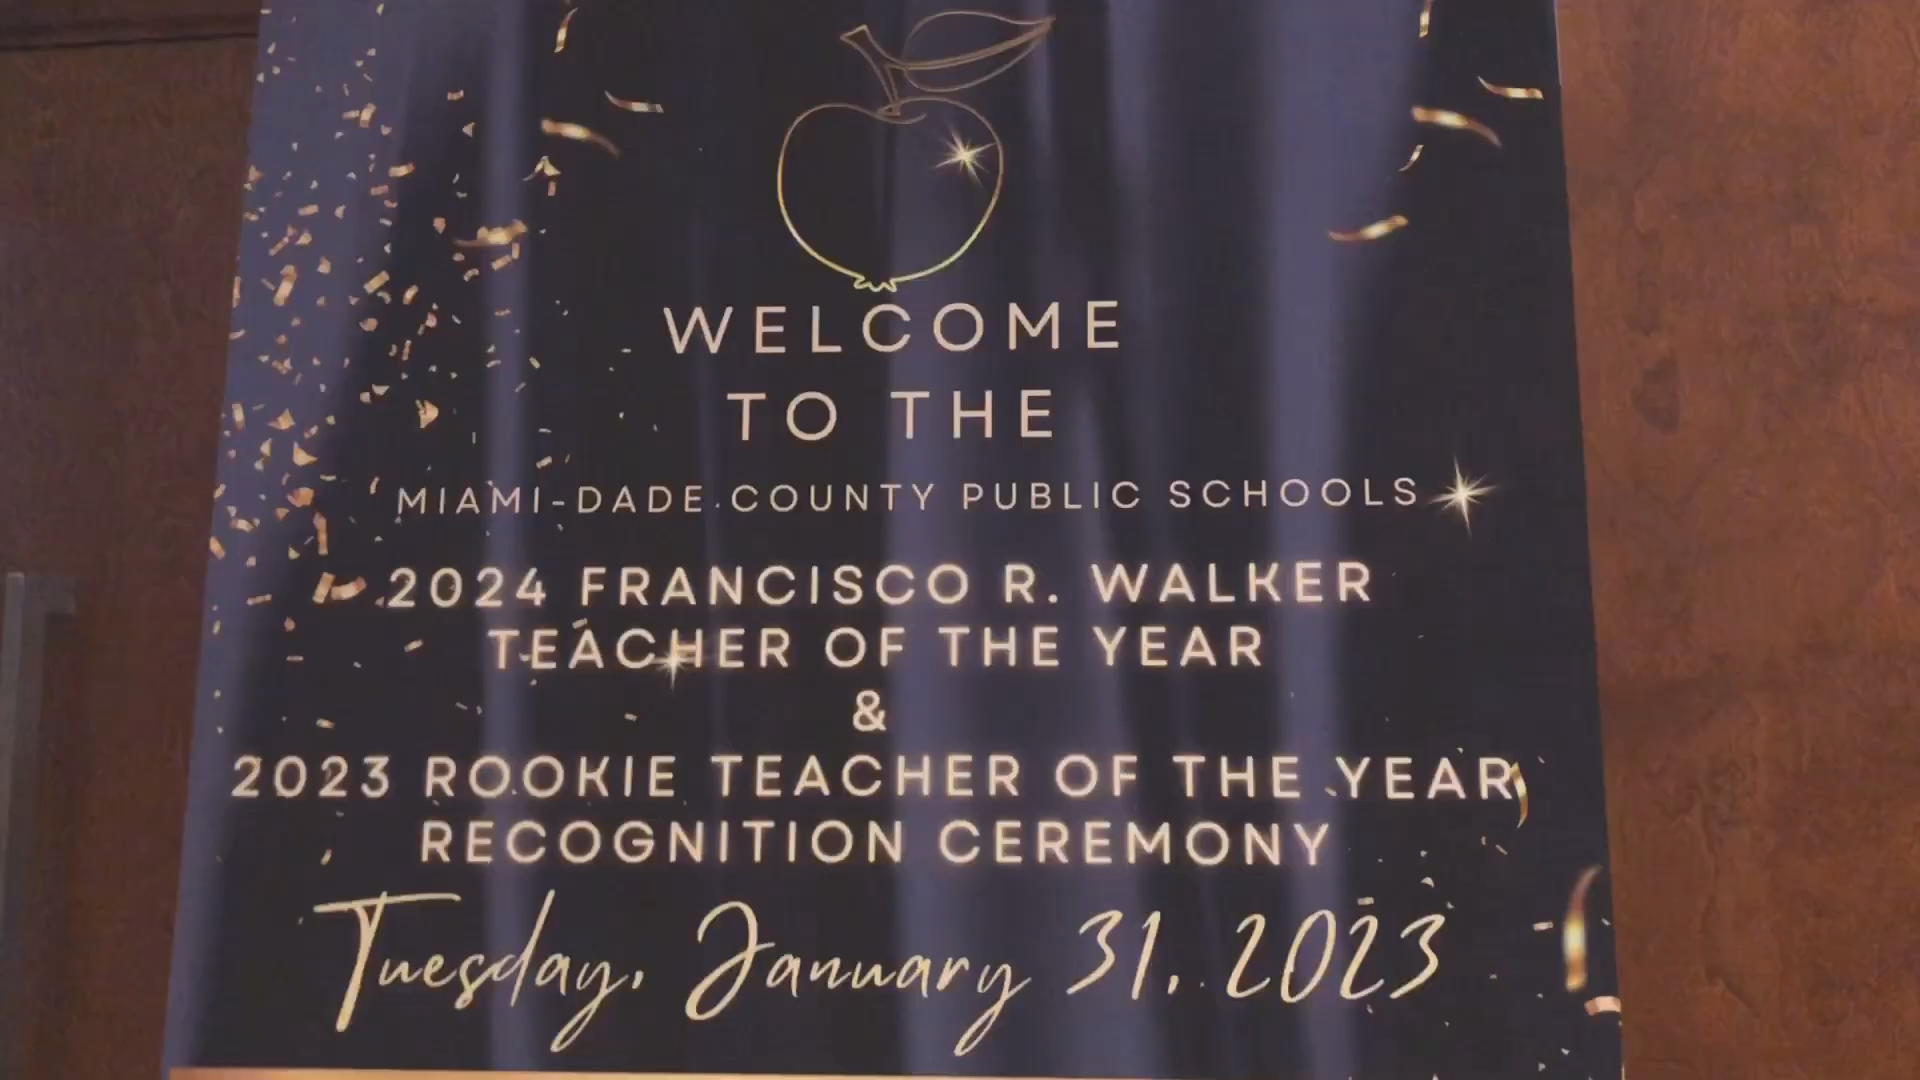 WELCOME
TO THE
MIAMI-DADE COUNTY PUBLIC SCHOOLS
2024 FRANCISCO R. WALKER
TEACHER OF THE YEAR
&
2023 ROOKIE TEACHER OF THE YEAR
RECOGNITION CEREMONY
Tuesday, January 31, 2023